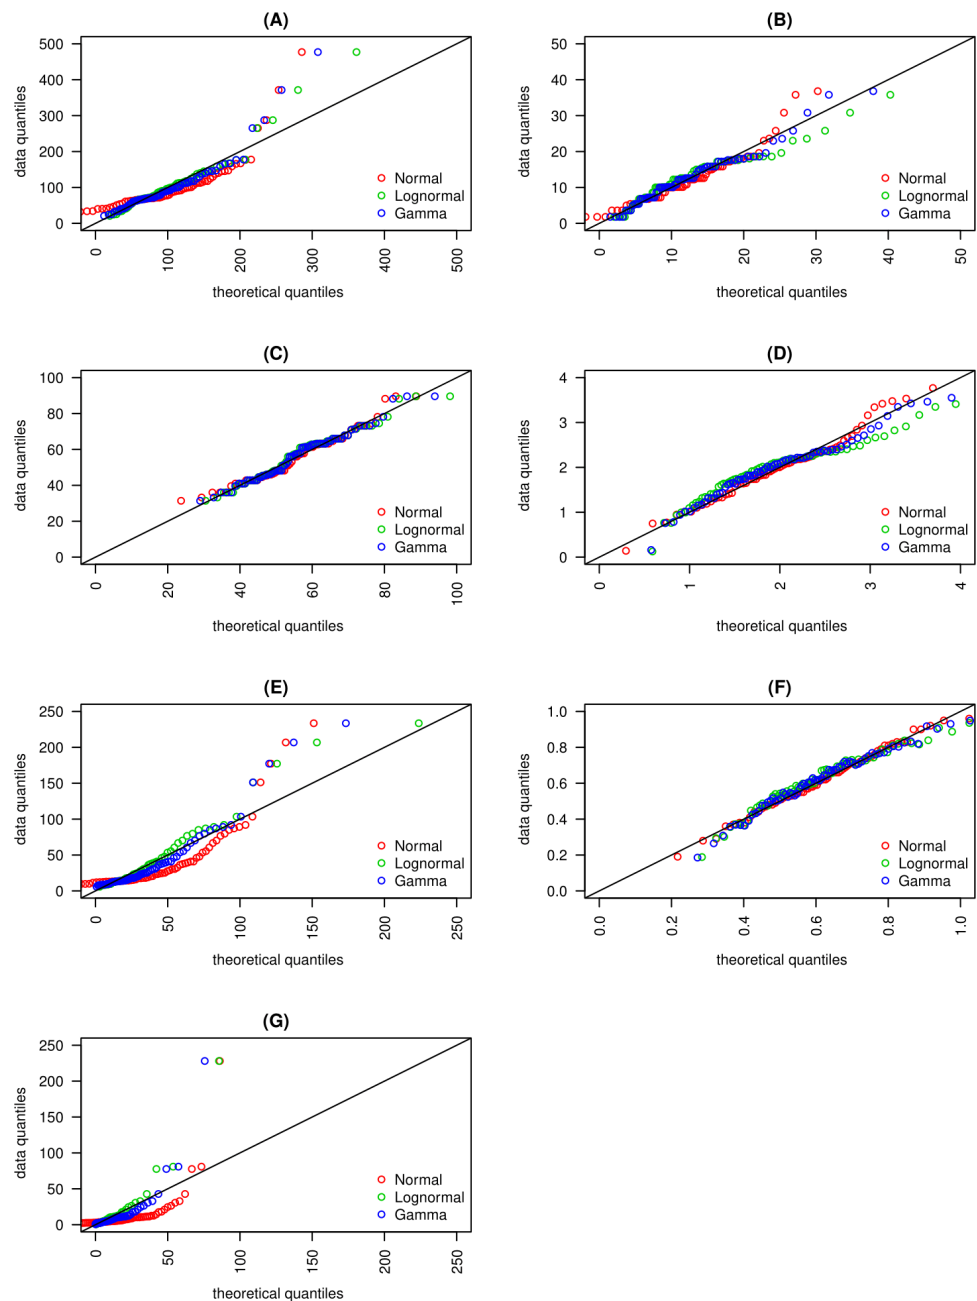 (A)
500
400
300
200
100
0
data quantiles
Normal
Lognormal
Gamma
0 100 200 300 400 500
theoretical quantiles
(B)
50
40
30
20
10
0
data quantiles
Normal
Lognormal
Gamma
0 10 20 30 40 50
theoretical quantiles
(C)
100
80
60
40
20
0
data quantiles
Normal
Lognormal
Gamma
0 20 40 60 80 100
theoretical quantiles
(D)
4
3
2
1
0
data quantiles
Normal
Lognormal
Gamma
0 1 2 3 4
theoretical quantiles
(E)
250
200
150
100
50
0
data quantiles
Normal
Lognormal
Gamma
0 50 100 150 200 250
theoretical quantiles
(F)
1.0
0.8
0.6
0.4
0.2
0.0
data quantiles
Normal
Lognormal
Gamma
0.0 0.2 0.4 0.6 0.8 1.0
theoretical quantiles
(G)
250
200
150
100
50
0
data quantiles
Normal
Lognormal
Gamma
0 50 100 150 200 250
theoretical quantiles